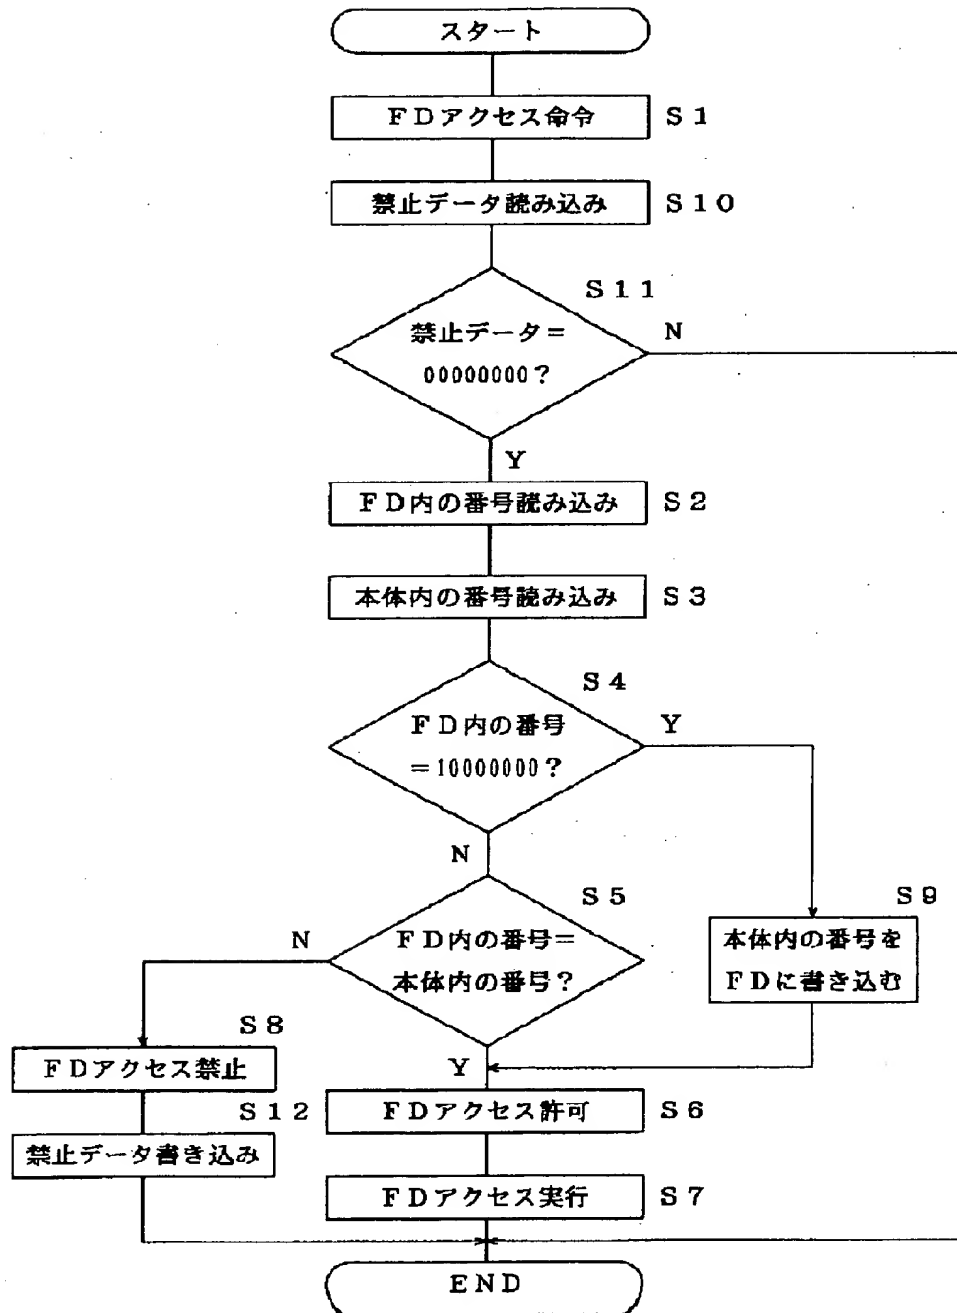 スタート
FDアクセス命令 S1
禁止データ読み込み S10
S11
禁止データ＝ N
00000000？
Y
FD内の番号読み込み S2
本体内の番号読み込み S3
S4
FD内の番号 Y
＝10000000？
N
S5 S9
N FD内の番号＝ 本体内の番号を
本体内の番号？ FDに書き込む
S8
FDアクセス禁止 Y
S12 FDアクセス許可 S6
禁止データ書き込み
FDアクセス実行 S7
END